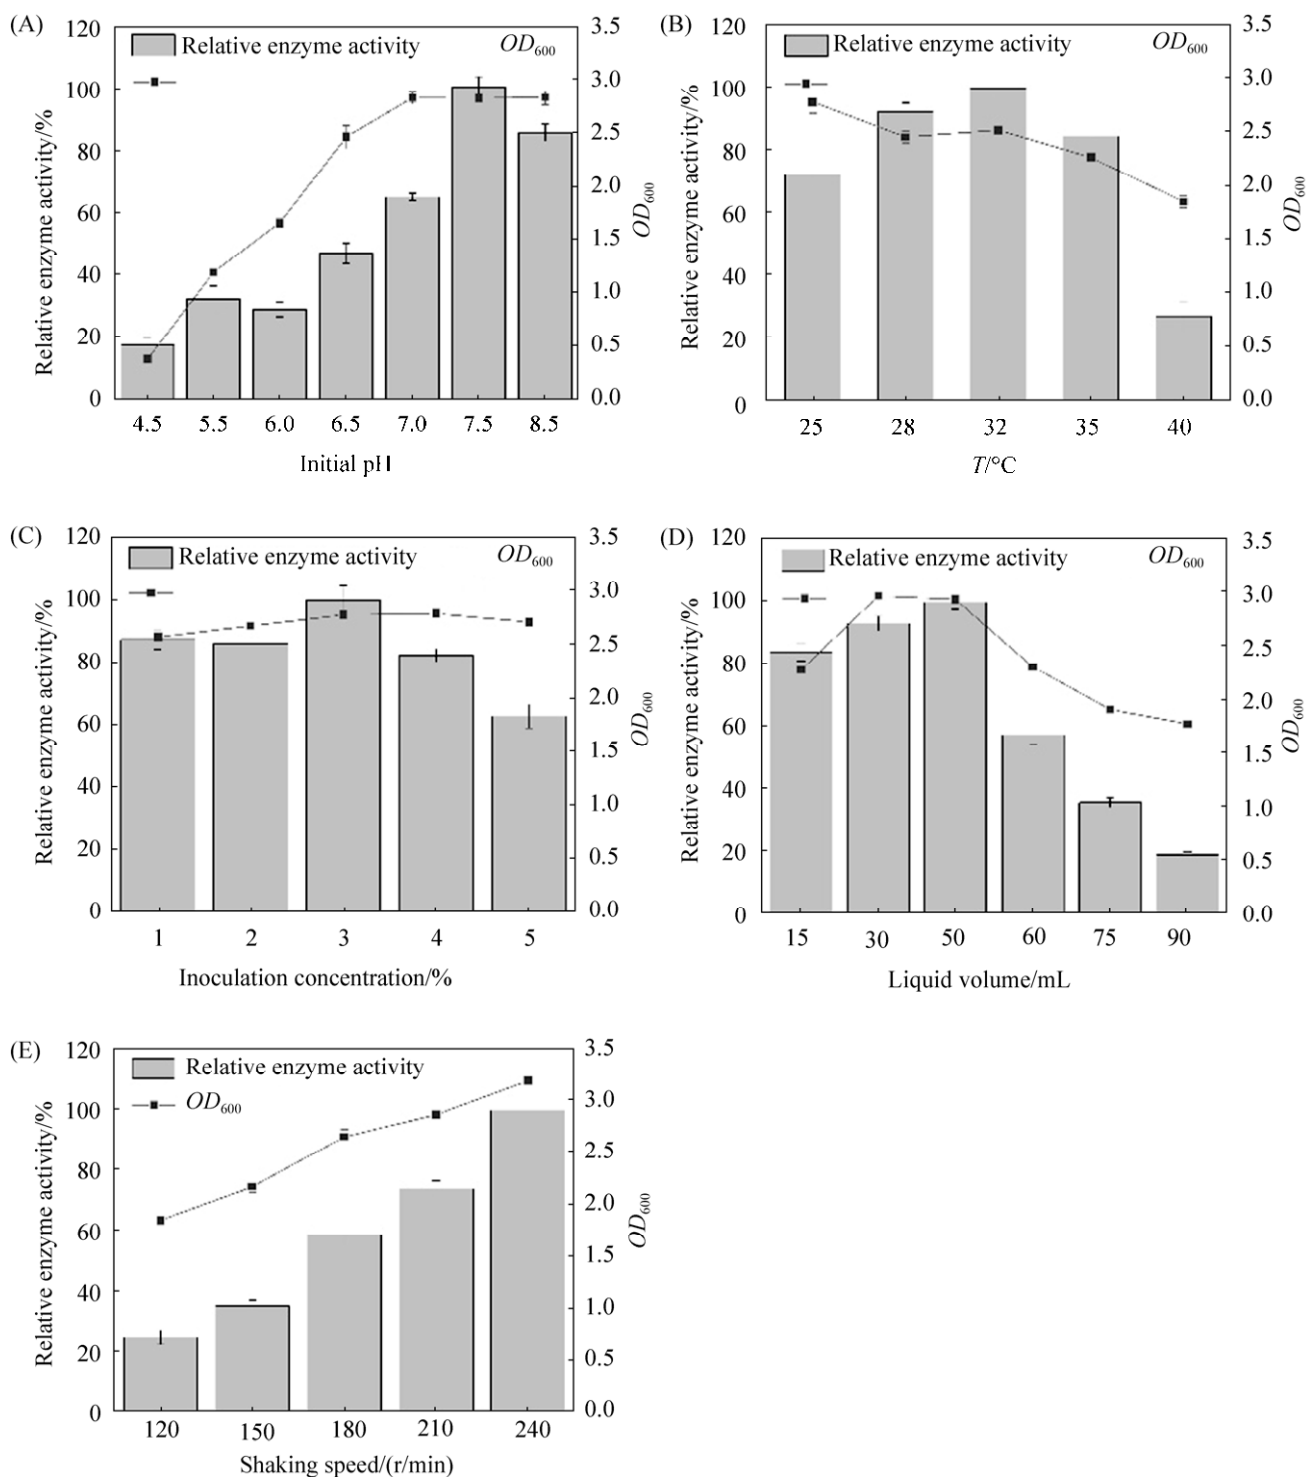 (A)
Relative enzyme activity OD600
Relative enzyme activity/%
120
100
80
60
40
20
0
3.5
3.0
2.5
2.0
1.5
1.0
0.5
0.0
OD600
4.5 5.5 6.0 6.5 7.0 7.5 8.5
Initial pH
(B)
Relative enzyme activity OD600
Relative enzyme activity/%
120
100
80
60
40
20
0
3.5
3.0
2.5
2.0
1.5
1.0
0.5
0.0
OD600
25 28 32 35 40
T/°C
(C)
Relative enzyme activity OD600
Relative enzyme activity/%
120
100
80
60
40
20
0
3.5
3.0
2.5
2.0
1.5
1.0
0.5
0.0
OD600
1 2 3 4 5
Inoculation concentration/%
(D)
Relative enzyme activity OD600
Relative enzyme activity/%
120
100
80
60
40
20
0
3.5
3.0
2.5
2.0
1.5
1.0
0.5
0.0
OD600
15 30 50 60 75 90
Liquid volume/mL
(E)
Relative enzyme activity
OD600
Relative enzyme activity/%
120
100
80
60
40
20
0
3.5
3.0
2.5
2.0
1.5
1.0
0.5
0.0
OD600
120 150 180 210 240
Shaking speed/(r/min)